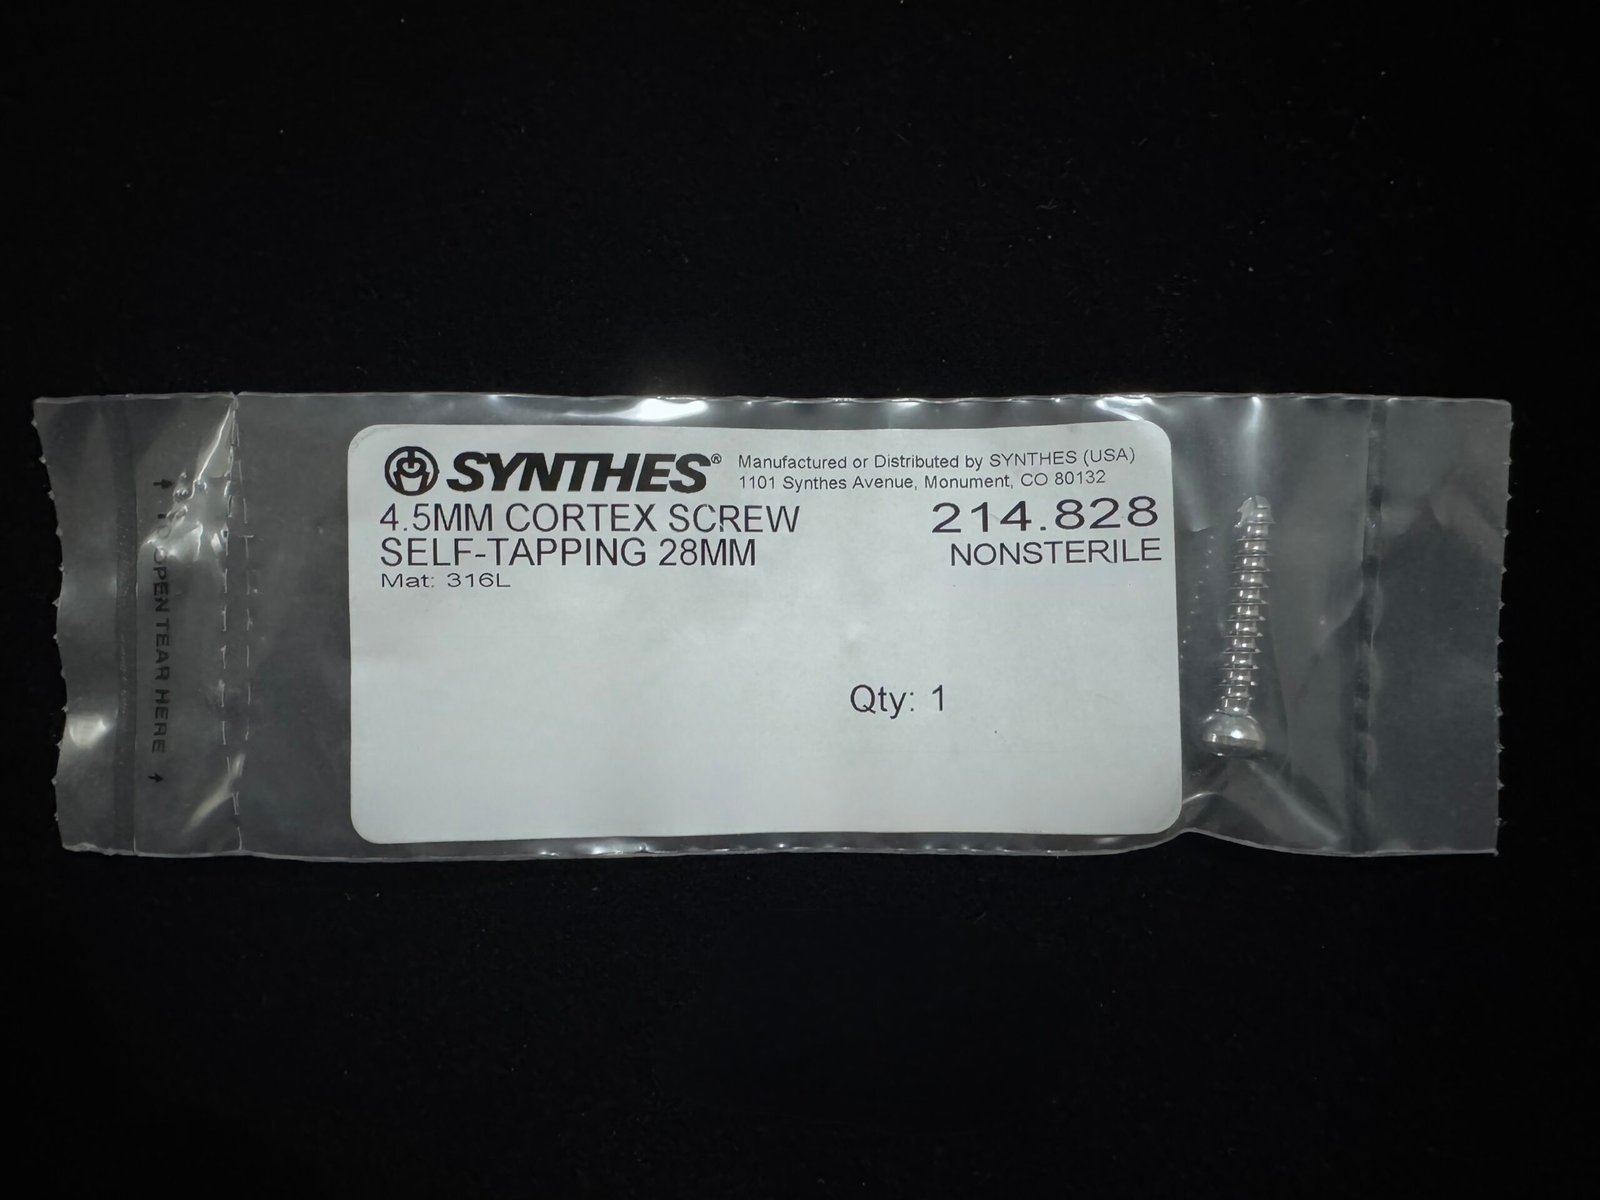 SYNTHES® Manufactured or Distributed by SYNTHES (USA)
1101 Synthes Avenue, Monument, CO 80132
4.5MM CORTEX SCREW 214.828
SELF-TAPPING 28MM NONSTERILE
Mat: 316L
Qty: 1
TO OPEN TEAR HERE